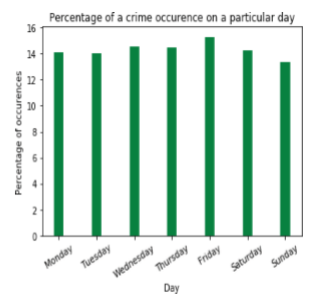 Percentage of a crime occurence on a particular day
Percentage of occurences
16
14
12
10
8
6
4
2
0
Monday
Tuesday
Wednesday
Thursday
Friday
Saturday
Sunday
Day